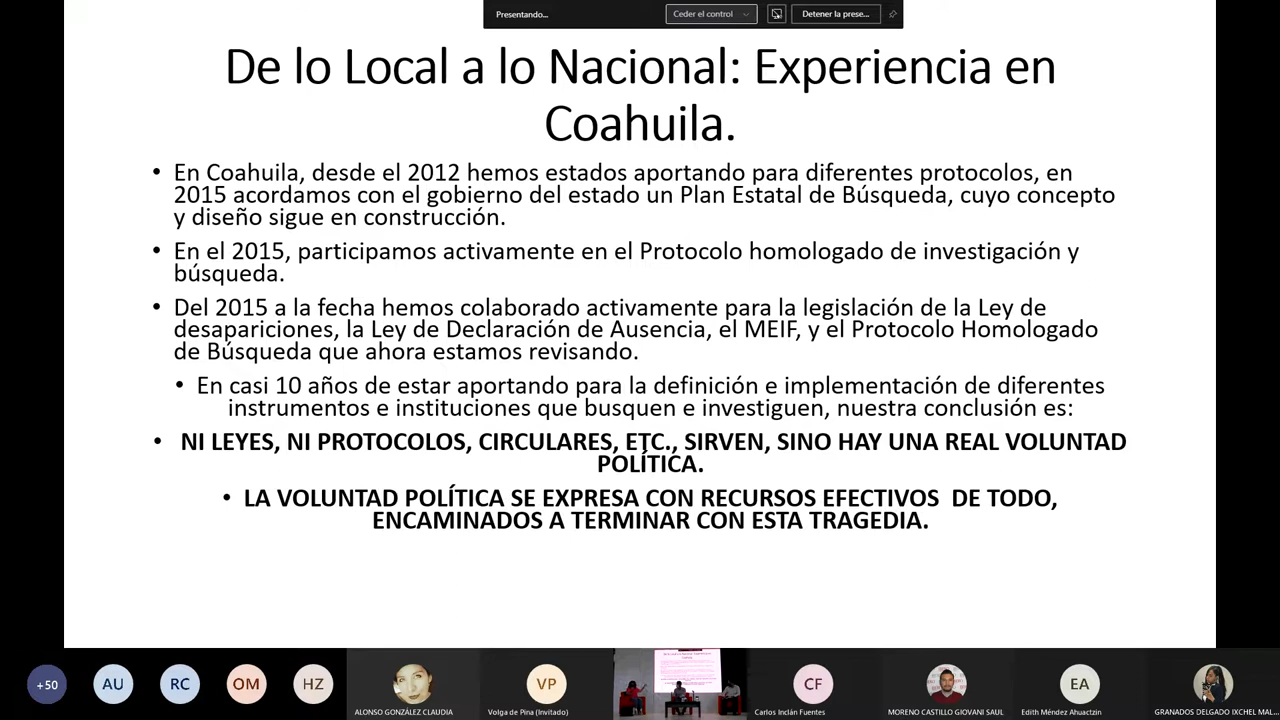 Presentando...
Ceder el control
Detener la prese...
De lo Local a lo Nacional: Experiencia en
Coahuila.
• En Coahuila, desde el 2012 hemos estados aportando para diferentes protocolos, en
2015 acordamos con el gobierno del estado un Plan Estatal de Búsqueda, cuyo concepto
y diseño sigue en construcción.
• En el 2015, participamos activamente en el Protocolo homologado de investigación y
búsqueda.
• Del 2015 a la fecha hemos colaborado activamente para la legislación de la Ley de
desapariciones, la Ley de Declaración de Ausencia, el MEIF, y el Protocolo Homologado
de Búsqueda que ahora estamos revisando.
• En casi 10 años de estar aportando para la definición e implementación de diferentes
instrumentos e instituciones que busquen e investiguen, nuestra conclusión es:
• NI LEYES, NI PROTOCOLOS, CIRCULARES, ETC., SIRVEN, SINO HAY UNA REAL VOLUNTAD
POLÍTICA.
• LA VOLUNTAD POLÍTICA SE EXPRESA CON RECURSOS EFECTIVOS DE TODO,
ENCAMINADOS A TERMINAR CON ESTA TRAGEDIA.
+50
AU
RC
OM
HZ
ALONSO GONZÁLEZ CLAUDIA
VP
Volga de Pina (Invitado)
CF
Carlos Inclán Fuentes
MORENO CASTILLO GIOVANI SAUL
EA
Edith Méndez Ahuactzin
GRANADOS DELGADO IXCHEL MAL...